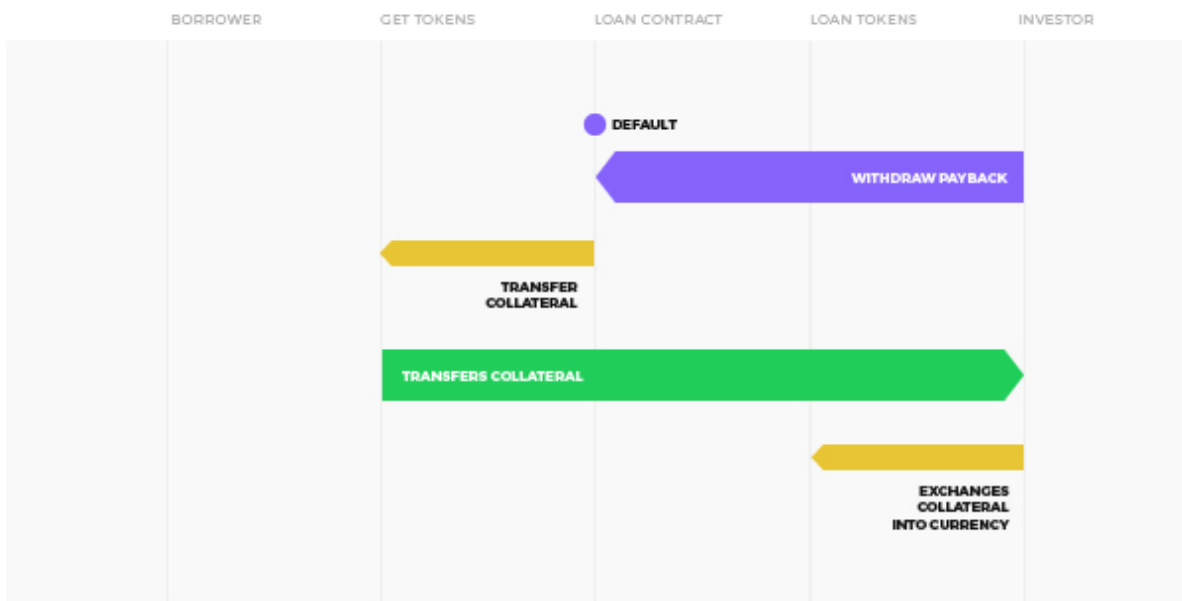 BORROWER
GET TOKENS
LOAN CONTRACT
LOAN TOKENS
INVESTOR
DEFAULT
WITHDRAW PAYBACK
TRANSFER
COLLATERAL
TRANSFERS COLLATERAL
EXCHANGES
COLLATERAL
INTO CURRENCY